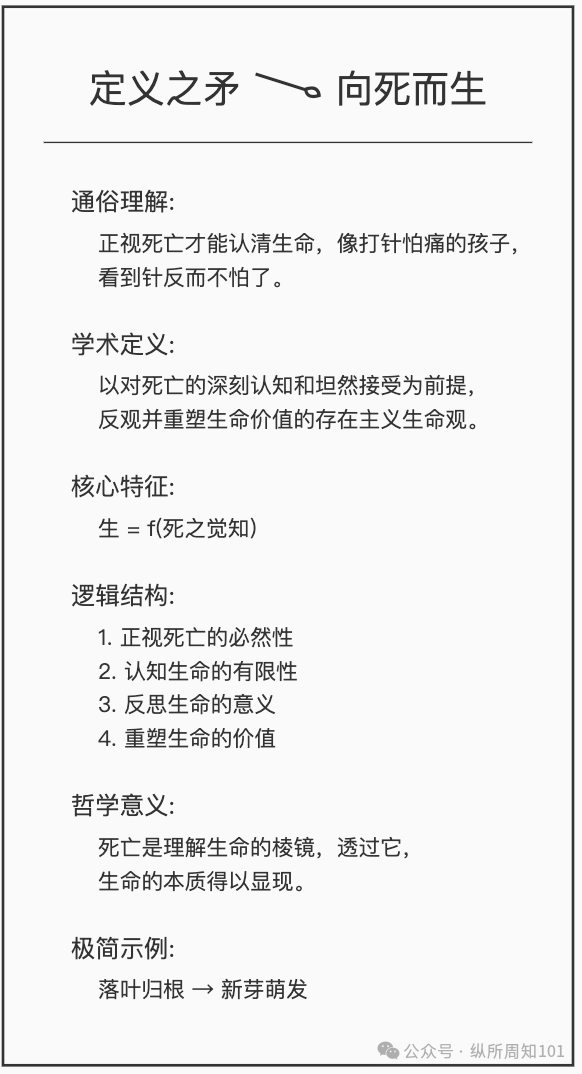 定义之矛 向死而生
通俗理解:
正视死亡才能认清生命，像打针怕痛的孩子，
看到针反而不怕了。
学术定义:
以对死亡的深刻认知和坦然接受为前提，
反观并重塑生命价值的存在主义生命观。
核心特征:
生 = f(死之觉知)
逻辑结构:
1. 正视死亡的必然性
2. 认知生命的有限性
3. 反思生命的意义
4. 重塑生命的价值
哲学意义:
死亡是理解生命的棱镜，透过它，
生命的本质得以显现。
极简示例:
落叶归根 → 新芽萌发
公众号 · 纵所周知101